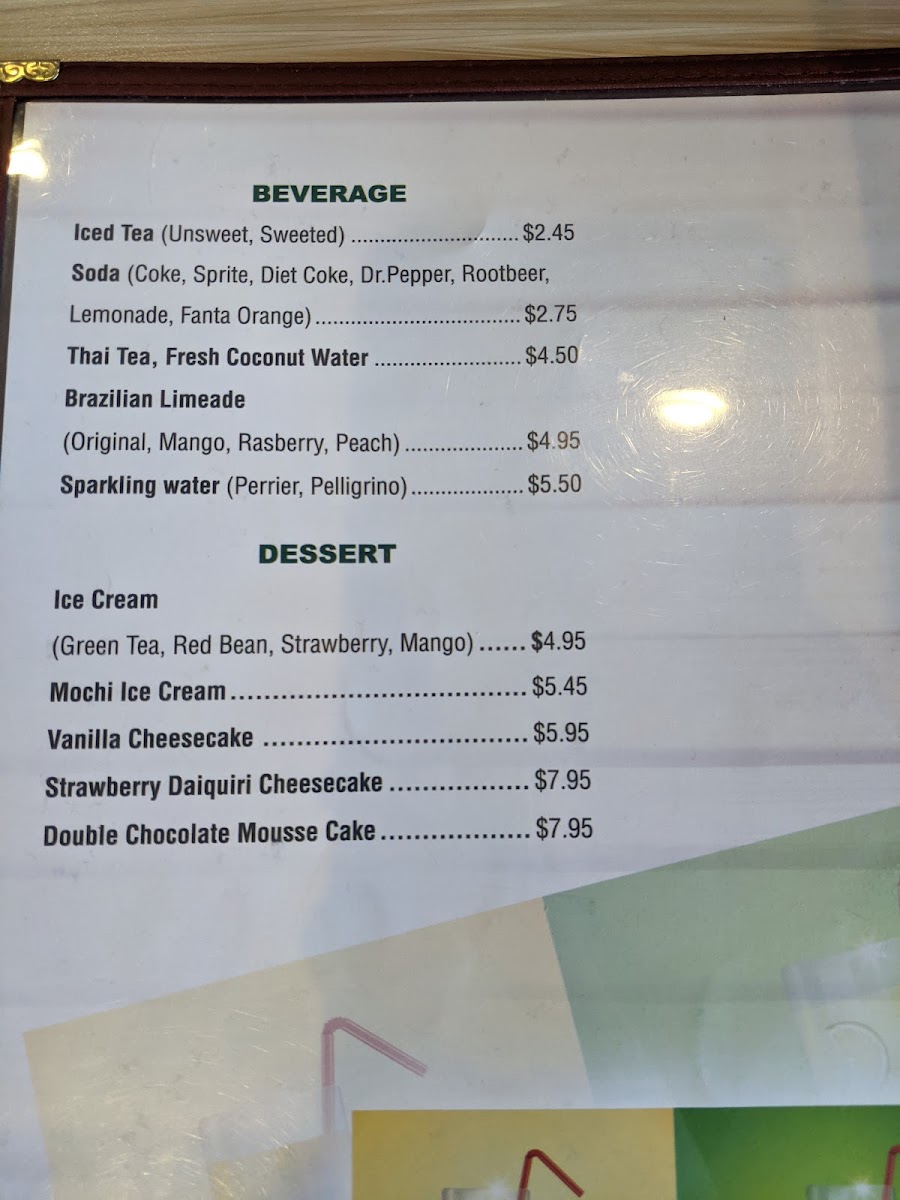 BEVERAGE
Iced Tea (Unsweet, Sweeted) .............................. $2.45
Soda (Coke, Sprite, Diet Coke, Dr.Pepper, Rootbeer,
Lemonade, Fanta Orange) .................................... $2.75
Thai Tea, Fresh Coconut Water .......................... $4.50
Brazilian Limeade
(Original, Mango, Rasberry, Peach) ..................... $4.95
Sparkling water (Perrier, Pelligrino) .................... $5.50
DESSERT
Ice Cream
(Green Tea, Red Bean, Strawberry, Mango) ...... $4.95
Mochi Ice Cream .................................... $5.45
Vanilla Cheesecake ................................ $5.95
Strawberry Daiquiri Cheesecake ................. $7.95
Double Chocolate Mousse Cake .................. $7.95